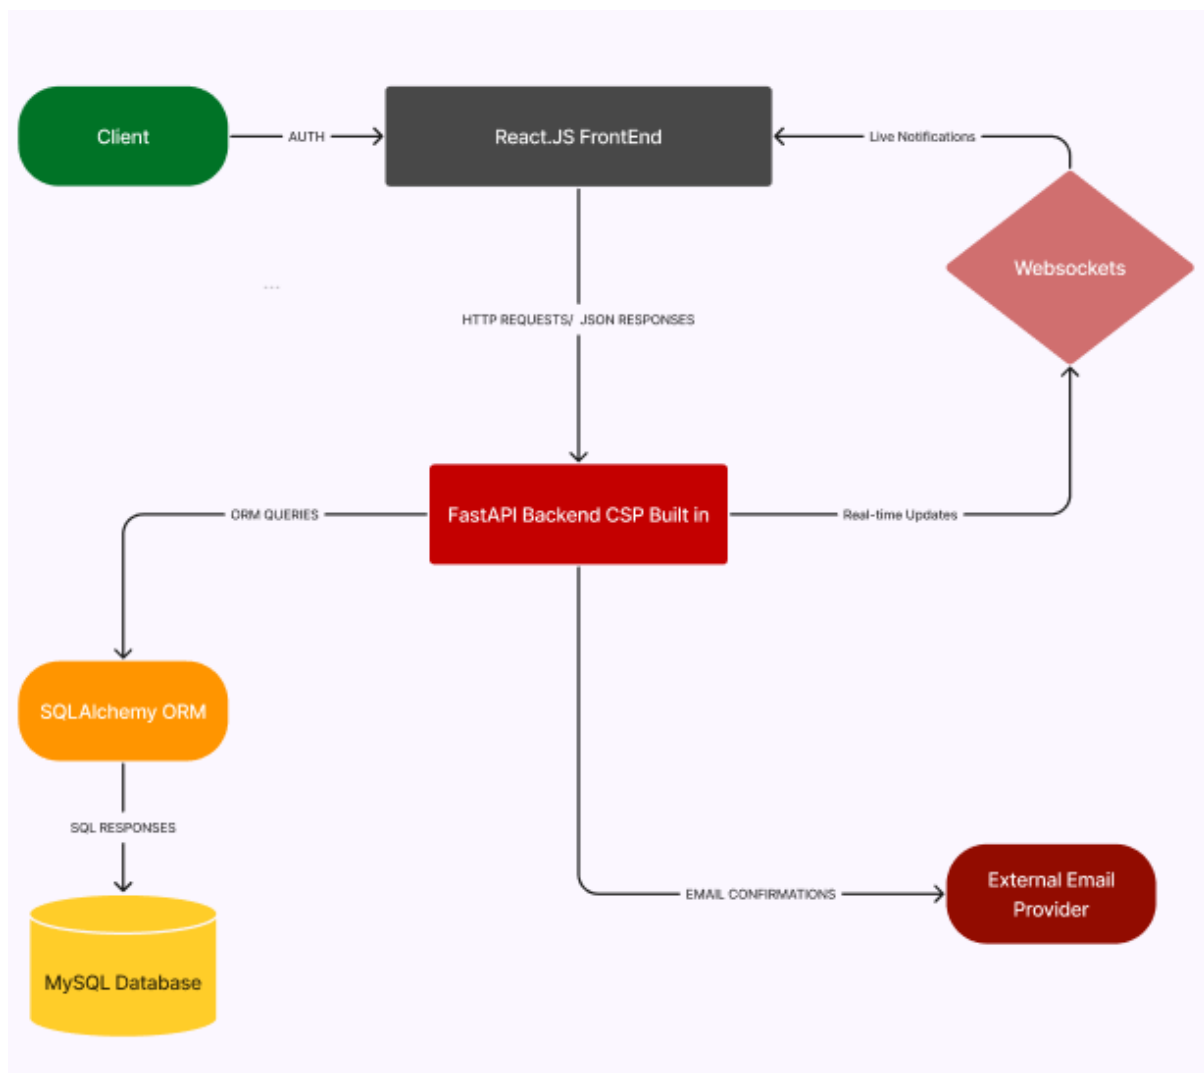 Client
AUTH
React.JS FrontEnd
Live Notifications
Websockets
...
HTTP REQUESTS/ JSON RESPONSES
ORM QUERIES
FastAPI Backend CSP Built in
Real-time Updates
SQLAlchemy ORM
SQL RESPONSES
External Email
Provider
EMAIL CONFIRMATIONS
MySQL Database